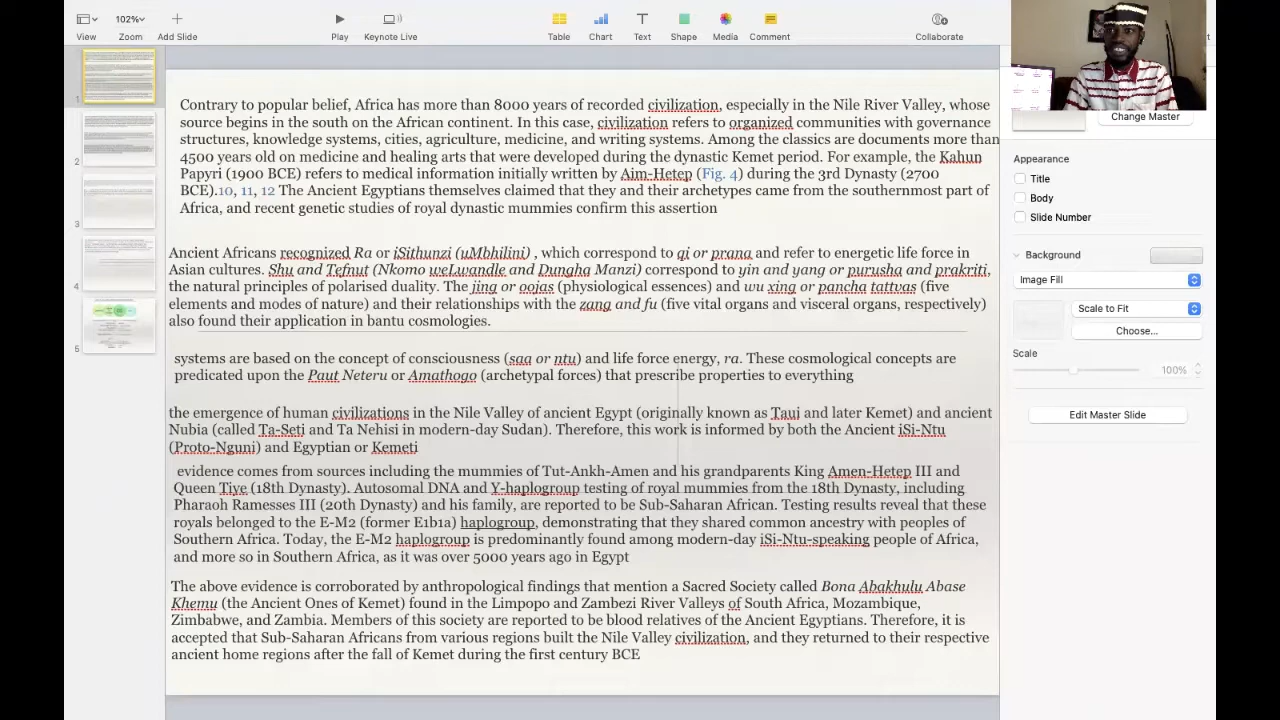 102%
View
Zoom
Add Slide
Play
Keynote Live
Table
Chart
Text
Shape
Media
Comment
Collaborate
1
2
3
4
5
Contrary to popular belief, Africa has more than 8000 years of recorded civilization, especially in the Nile River Valley, whose
source begins in the south on the African continent. In this case, civilization refers to organized communities with governance
structures, knowledge systems, cities, agriculture, medicine and writing systems. Among the classics are documents more than
4500 years old on medicine and healing arts that were developed during the dynastic Kemet period. For example, the Kahun
Papyri (1900 BCE) refers to medical information initially written by Aim-Hetep (Fig. 4) during the 3rd Dynasty (2700
BCE).10, 11, 12 The Ancient Egyptians themselves claimed that they and their archetypes came from the southernmost part of
Africa, and recent genetic studies of royal dynastic mummies confirm this assertion
Ancient Africans recognized Ra or iSithunzi (uMbhilini) , which correspond to qi or prana and refer to energetic life force in
Asian cultures. Shu and Tefnut (Nkomo weLwandle and Dungha Manzi) correspond to yin and yang or purusha and prakriti,
the natural principles of polarised duality. The jing or oojas (physiological essences) and wu xing or pancha tattvas (five
elements and modes of nature) and their relationships with the zang and fu (five vital organs and visceral organs, respectively)
also found their application in bantu cosmologies.
systems are based on the concept of consciousness (saa or ntu) and life force energy, ra. These cosmological concepts are
predicated upon the Paut Neteru or Amathogo (archetypal forces) that prescribe properties to everything
the emergence of human civilizations in the Nile Valley of ancient Egypt (originally known as Taui and later Kemet) and ancient
Nubia (called Ta-Seti and Ta Nehisi in modern-day Sudan). Therefore, this work is informed by both the Ancient iSi-Ntu
(Proto-Nguni) and Egyptian or Kemeti
evidence comes from sources including the mummies of Tut-Ankh-Amen and his grandparents King Amen-Hetep III and
Queen Tiye (18th Dynasty). Autosomal DNA and Y-haplogroup testing of royal mummies from the 18th Dynasty, including
Pharaoh Ramesses III (20th Dynasty) and his family, are reported to be Sub-Saharan African. Testing results reveal that these
royals belonged to the E-M2 (former E1b1a) haplogroup, demonstrating that they shared common ancestry with peoples of
Southern Africa. Today, the E-M2 haplogroup is predominantly found among modern-day iSi-Ntu-speaking people of Africa,
and more so in Southern Africa, as it was over 5000 years ago in Egypt
The above evidence is corroborated by anthropological findings that mention a Sacred Society called Bona Abakhulu Abase
Khemu (the Ancient Ones of Kemet) found in the Limpopo and Zambezi River Valleys of South Africa, Mozambique,
Zimbabwe, and Zambia. Members of this society are reported to be blood relatives of the Ancient Egyptians. Therefore, it is
accepted that Sub-Saharan Africans from various regions built the Nile Valley civilization, and they returned to their respective
ancient home regions after the fall of Kemet during the first century BCE
Change Master
Appearance
Title
Body
Slide Number
Background
Image Fill
Scale to Fit
Choose...
Scale
100%
Edit Master Slide